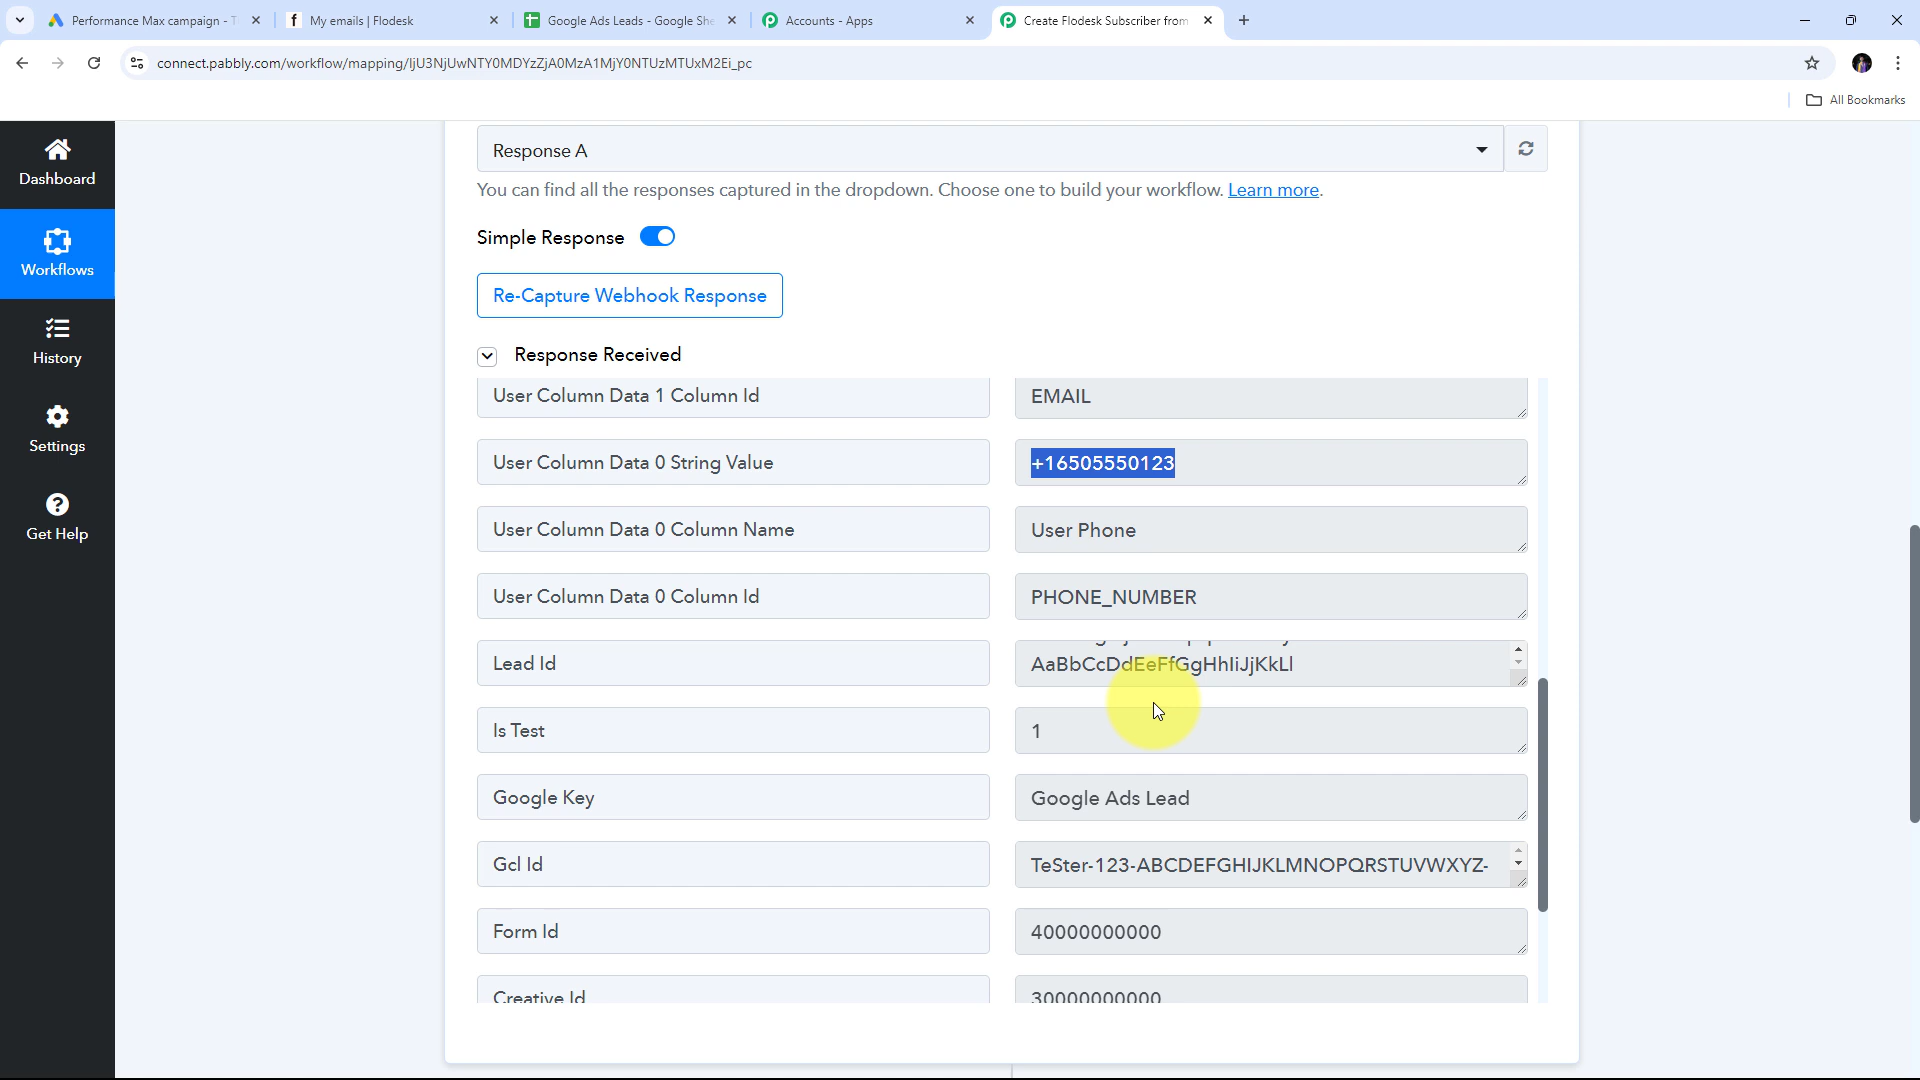 Performance Max campaign - T
My emails | Flodesk
Google Ads Leads - Google She
Accounts - Apps
Create Flodesk Subscriber from
connect.pabbly.com/workflow/mapping/IjU3NjUwNTY0MDYzZjA0MzA1MjY0NTUzMTUxM2Ei_pc
All Bookmarks
Dashboard
Workflows
History
Settings
Get Help
Response A
You can find all the responses captured in the dropdown. Choose one to build your workflow. Learn more.
Simple Response
Re-Capture Webhook Response
Response Received
User Column Data 1 Column Id
EMAIL
User Column Data 0 String Value
+16505550123
User Column Data 0 Column Name
User Phone
User Column Data 0 Column Id
PHONE_NUMBER
Lead Id
AaBbCcDdEeFfGgHhIiJjKkLl
Is Test
1
Google Key
Google Ads Lead
Gcl Id
TeSter-123-ABCDEFGHIJKLMNOPQRSTUVWXYZ-
Form Id
40000000000
Creative Id
30000000000